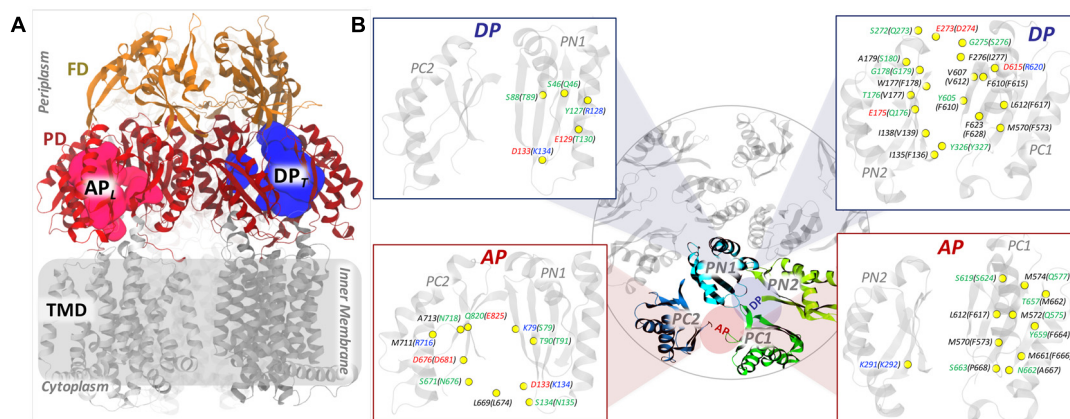 A
Periplasm
FD
PD
AP_L
DP_T
TMD
Inner Membrane
Cytoplasm
B
DP
PC2
PN1
S46(Q46)
S88(T89)
Y127(R128)
E129(T130)
D133(K134)
DP
S272(Q273)
E273(D274)
G275(S276)
A179(S180)
F276(I277)
G178(G179)
D615(R620)
V607
(V612)
W177(F178)
F610(F615)
T176(V177)
Y605
(F610)
L612(F617)
E175(Q176)
F623
(F628)
M570(F573)
I138(V139)
PC1
Y326(Y327)
I135(F136)
PN2
AP
PC2
PN1
A713(N718)
Q820(E825)
K79(S79)
M711(R716)
T90(T91)
D676(D681)
S671(N676)
D133(K134)
L669(L674)
S134(N135)
PN1
PN2
DP
PC2
AP
PC1
AP
PC1
PN2
S619(S624)
M574(Q577)
T657(M662)
L612(F617)
M572(Q575)
Y659(F664)
M570(F573)
M661(F666)
K291(K292)
S663(P668)
N662(A667)